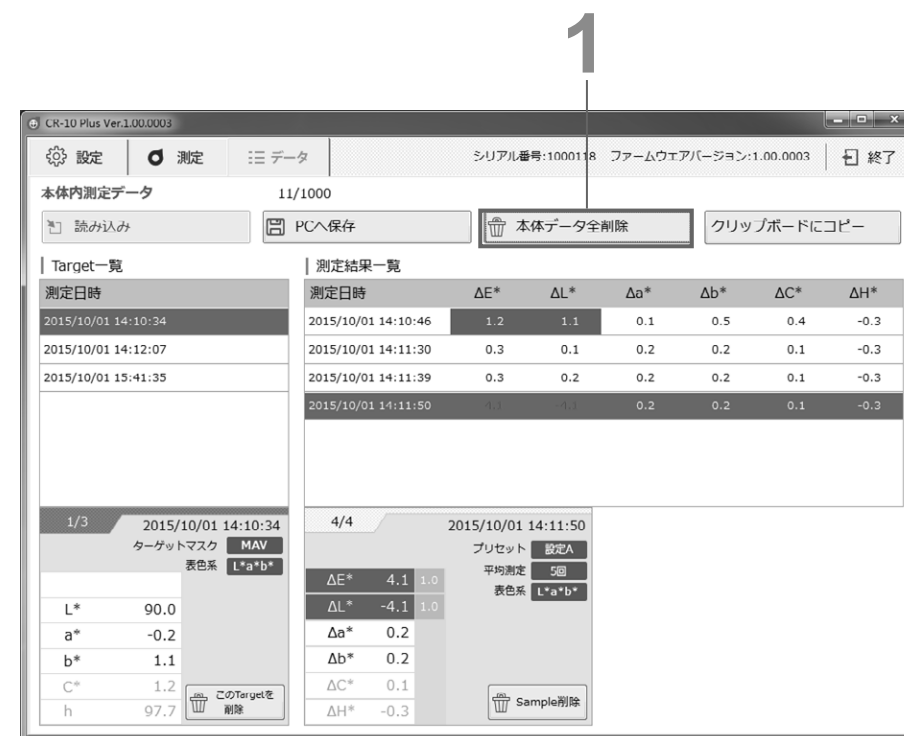 1
CR-10 Plus Ver.1.00.0003
設定 測定 データ シリアル番号:1000118 ファームウエアバージョン:1.00.0003 終了
本体内測定データ 11/1000
読み込み PCへ保存 本体データ全削除 クリップボードにコピー
Target一覧 測定結果一覧
測定日時 測定日時 ΔE* ΔL* Δa* Δb* ΔC* ΔH*
2015/10/01 14:10:34 2015/10/01 14:10:46 1.2 1.1 0.1 0.5 0.4 -0.3
2015/10/01 14:12:07 2015/10/01 14:11:30 0.3 0.1 0.2 0.2 0.1 -0.3
2015/10/01 15:41:35 2015/10/01 14:11:39 0.3 0.2 0.2 0.2 0.1 -0.3
2015/10/01 14:11:50 4.1 -4.1 0.2 0.2 0.1 -0.3
1/3 2015/10/01 14:10:34 4/4 2015/10/01 14:11:50
ターゲットマスク MAV プリセット 設定A
表色系 L*a*b* 平均測定 5回
ΔE* 4.1 1.0 表色系 L*a*b*
L* 90.0 ΔL* -4.1 1.0
a* -0.2 Δa* 0.2
b* 1.1 Δb* 0.2
C* 1.2 ΔC* 0.1
h 97.7 ΔH* -0.3
このTargetを
削除
Sample削除